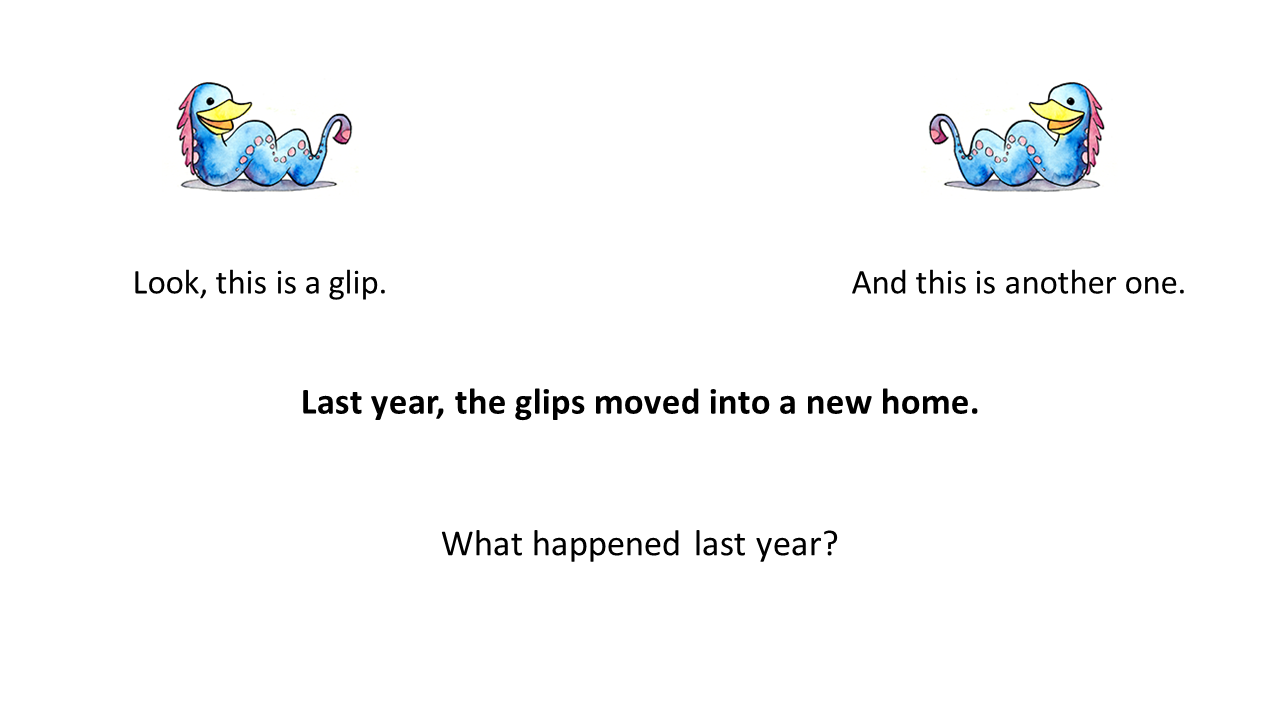 Look, this is a glip.
And this is another one.
Last year, the glips moved into a new home.
What happened last year?